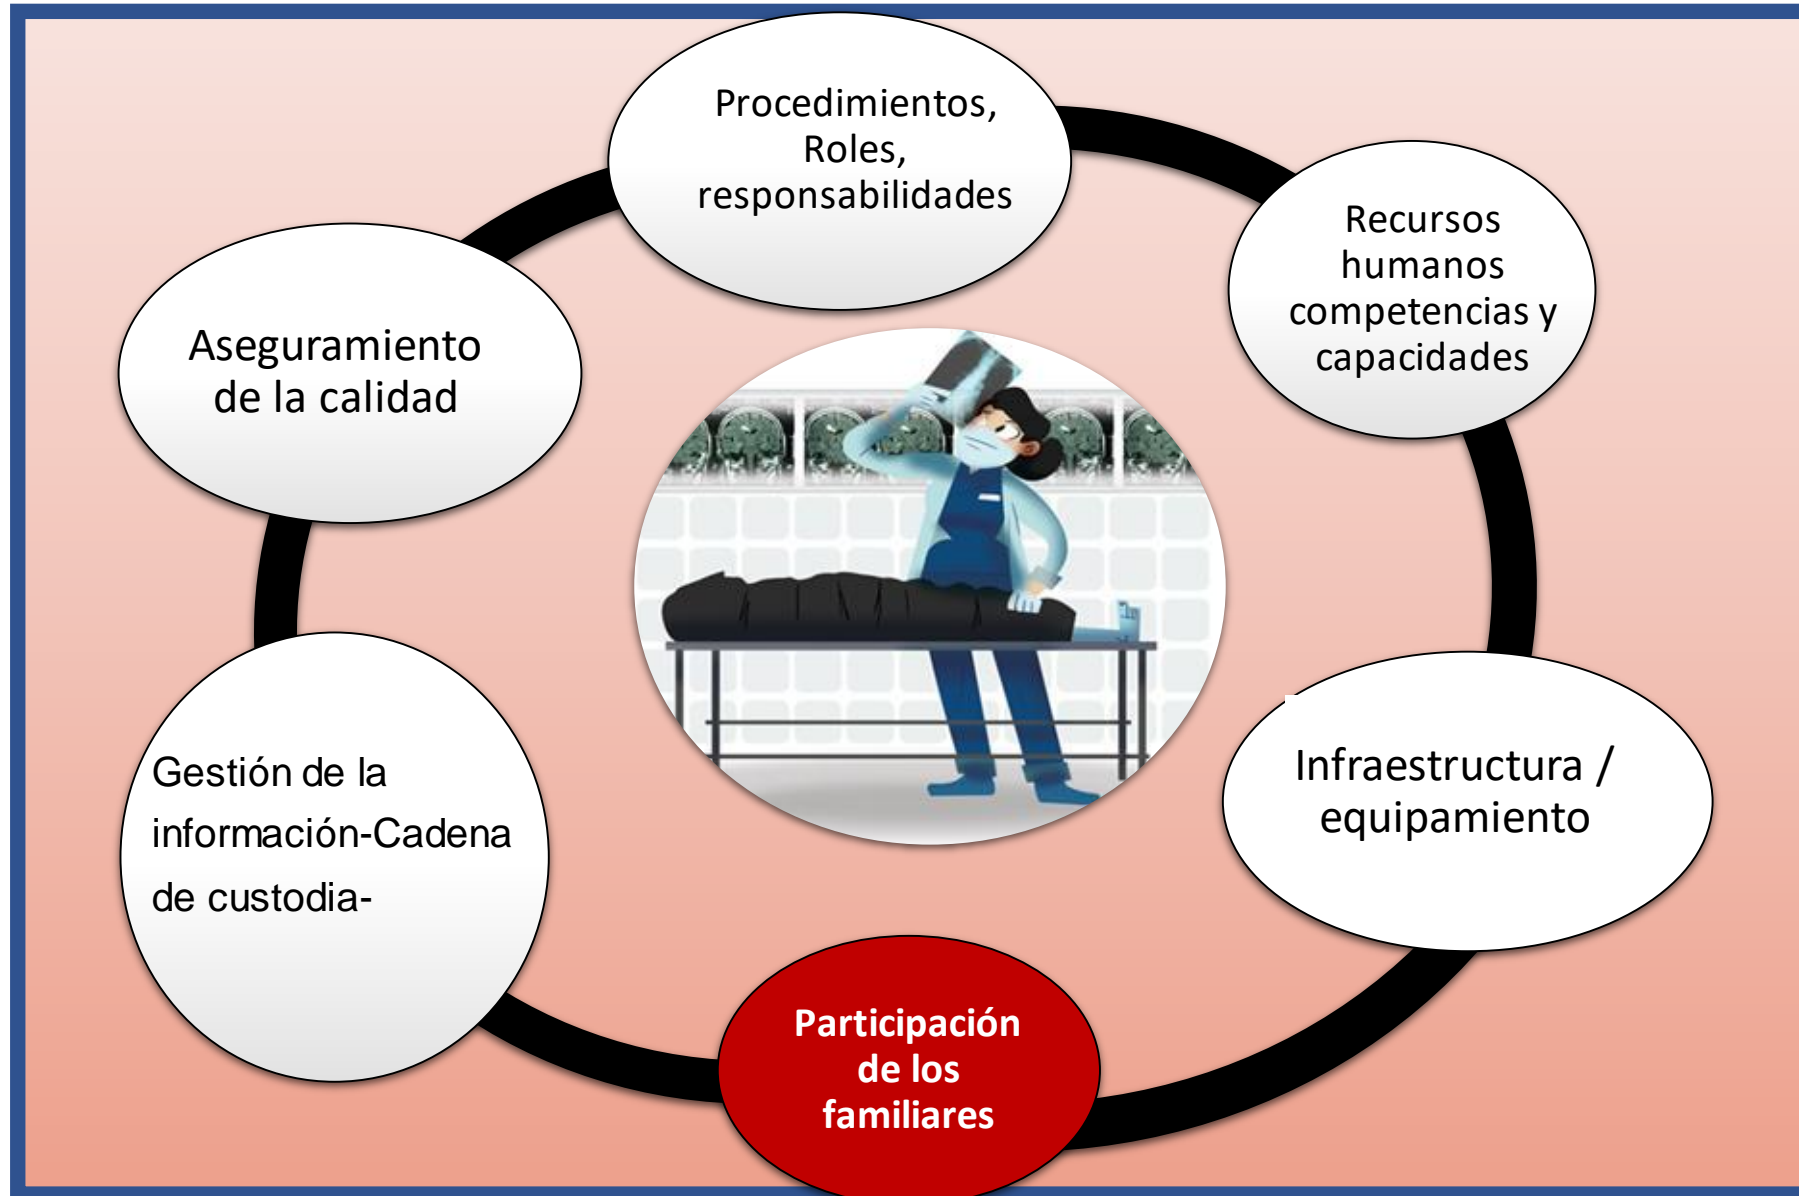 Procedimientos,
Roles,
responsabilidades
Recursos
humanos
competencias y
capacidades
Aseguramiento
de la calidad
Infraestructura /
equipamiento
Gestión de la
información-Cadena
de custodia-
Participación
de los
familiares